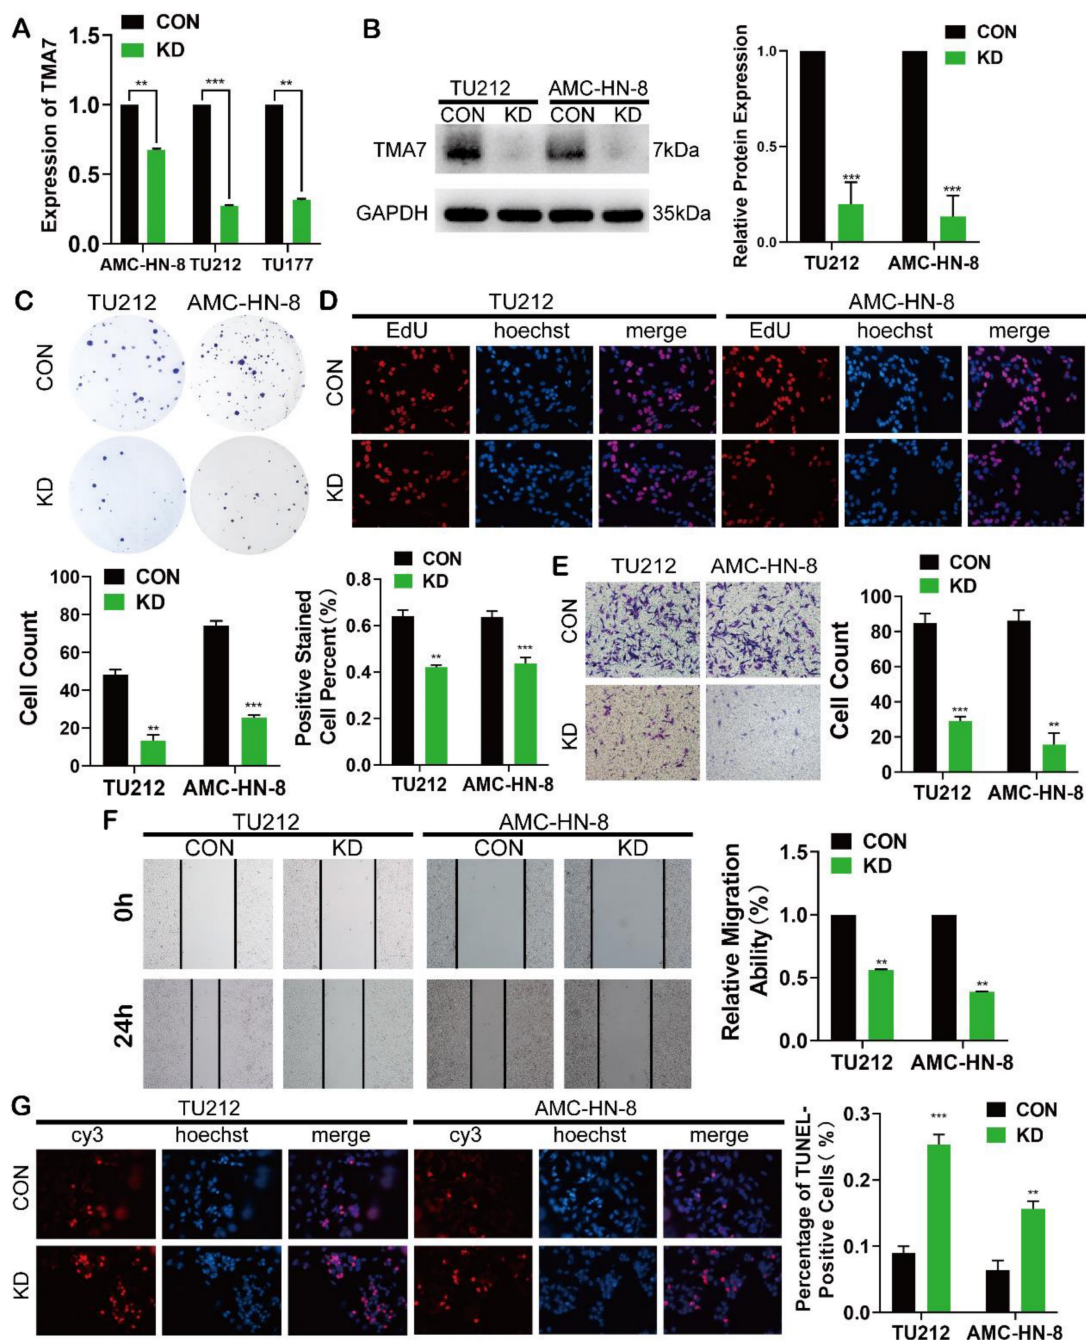 A
CON
KD
Expression of TMA7
1.5
1.0
0.5
0.0
**
***
**
AMC-HN-8 TU212 TU177
B
TU212 AMC-HN-8
CON KD CON KD
TMA7 7kDa
GAPDH 35kDa
CON
KD
Relative Protein Expression
1.0
0.5
0.0
***
***
TU212 AMC-HN-8
C
TU212 AMC-HN-8
CON
KD
CON
KD
Cell Count
80
60
40
20
0
**
***
TU212 AMC-HN-8
D
TU212 AMC-HN-8
EdU hoechst merge EdU hoechst merge
CON
KD
CON
KD
Positive Stained
Cell Percent(%)
0.8
0.6
0.4
0.2
0.0
**
***
TU212 AMC-HN-8
E
TU212 AMC-HN-8
CON
KD
CON
KD
Cell Count
100
80
60
40
20
0
***
**
TU212 AMC-HN-8
F
TU212 AMC-HN-8
CON KD CON KD
0h
24h
CON
KD
Relative Migration
Ability(%)
1.5
1.0
0.5
0.0
**
**
TU212 AMC-HN-8
G
TU212 AMC-HN-8
cy3 hoechst merge cy3 hoechst merge
CON
KD
CON
KD
Percentage of TUNEL-
Positive Cells(%)
0.3
0.2
0.1
0.0
***
**
TU212 AMC-HN-8